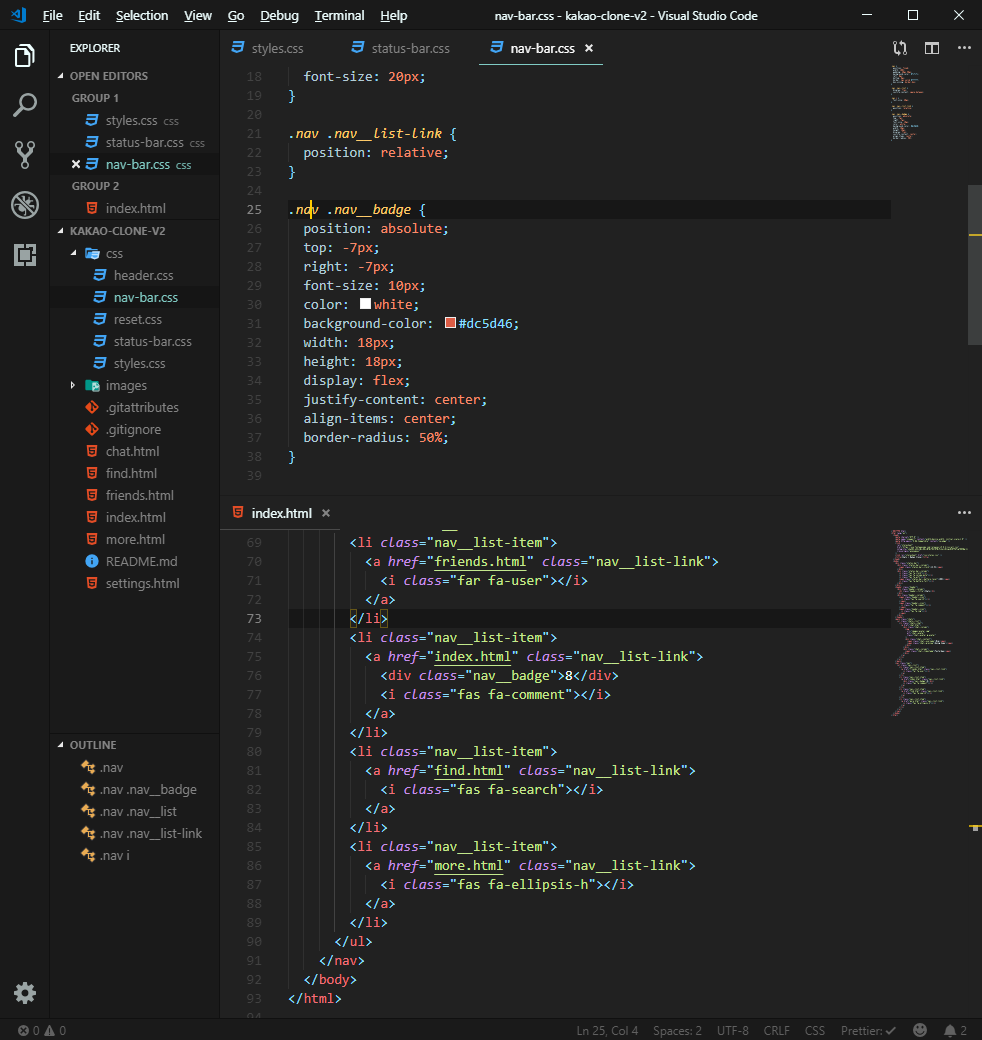 File Edit Selection View Go Debug Terminal Help nav-bar.css - kakao-clone-v2 - Visual Studio Code
EXPLORER
OPEN EDITORS
GROUP 1
styles.css css
status-bar.css css
nav-bar.css css
GROUP 2
index.html
KAKAO-CLONE-V2
css
header.css
nav-bar.css
reset.css
status-bar.css
styles.css
images
.gitattributes
.gitignore
chat.html
find.html
friends.html
index.html
more.html
README.md
settings.html
OUTLINE
.nav
.nav .nav__badge
.nav .nav__list
.nav .nav__list-link
.nav i
styles.css status-bar.css nav-bar.css
18 font-size: 20px;
19 }
20
21 .nav .nav__list-link {
22 position: relative;
23 }
24
25 .nav .nav__badge {
26 position: absolute;
27 top: -7px;
28 right: -7px;
29 font-size: 10px;
30 color: white;
31 background-color: #dc5d46;
32 width: 18px;
33 height: 18px;
34 display: flex;
35 justify-content: center;
36 align-items: center;
37 border-radius: 50%;
38 }
39
index.html
69 <li class="nav__list-item">
70 <a href="friends.html" class="nav__list-link">
71 <i class="far fa-user"></i>
72 </a>
73 </li>
74 <li class="nav__list-item">
75 <a href="index.html" class="nav__list-link">
76 <div class="nav__badge">8</div>
77 <i class="fas fa-comment"></i>
78 </a>
79 </li>
80 <li class="nav__list-item">
81 <a href="find.html" class="nav__list-link">
82 <i class="fas fa-search"></i>
83 </a>
84 </li>
85 <li class="nav__list-item">
86 <a href="more.html" class="nav__list-link">
87 <i class="fas fa-ellipsis-h"></i>
88 </a>
89 </li>
90 </ul>
91 </nav>
92 </body>
93 </html>
94
0 0 Ln 25, Col 4 Spaces: 2 UTF-8 CRLF CSS Prettier: ✓ 2